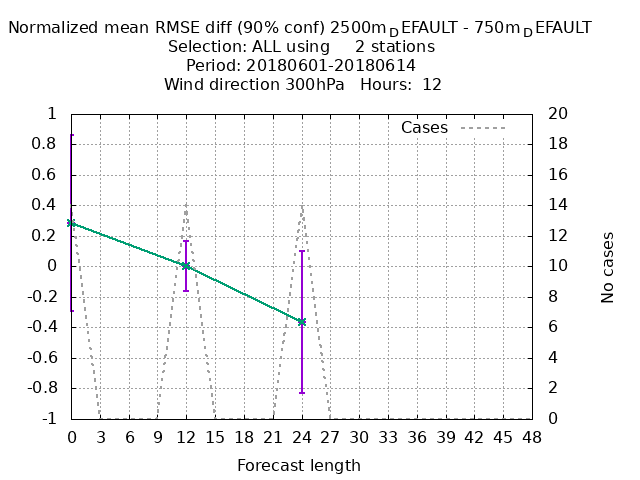 Normalized mean RMSE diff (90% conf) 2500m_DEFAULT - 750m_DEFAULT
Selection: ALL using 2 stations
Period: 20180601-20180614
Wind direction 300hPa Hours: 12
Cases
1
0.8
0.6
0.4
0.2
0
-0.2
-0.4
-0.6
-0.8
-1
20
18
16
14
12
10
8
6
4
2
0
No cases
0 3 6 9 12 15 18 21 24 27 30 33 36 39 42 45 48
Forecast length